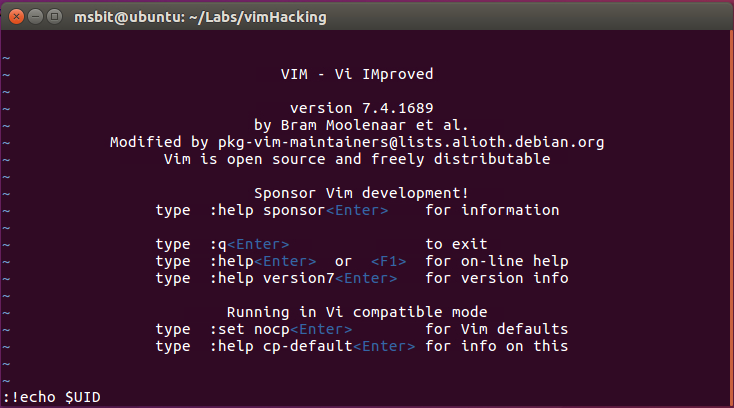 msbit@ubuntu: ~/Labs/vimHacking
~
~ VIM - Vi IMproved
~
~ version 7.4.1689
~ by Bram Moolenaar et al.
~ Modified by pkg-vim-maintainers@lists.alioth.debian.org
~ Vim is open source and freely distributable
~
~ Sponsor Vim development!
~ type :help sponsor<Enter> for information
~
~ type :q<Enter> to exit
~ type :help<Enter> or <F1> for on-line help
~ type :help version7<Enter> for version info
~
~ Running in Vi compatible mode
~ type :set nocp<Enter> for Vim defaults
~ type :help cp-default<Enter> for info on this
~
~
:!echo $UID